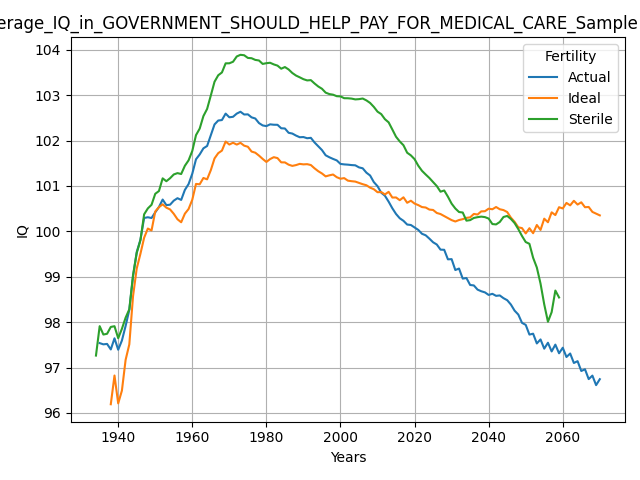 erage_IQ_in_GOVERNMENT_SHOULD_HELP_PAY_FOR_MEDICAL_CARE_Sample
Fertility
Actual
Ideal
Sterile
104
103
102
101
100
99
98
97
96
IQ
1940 1960 1980 2000 2020 2040 2060
Years